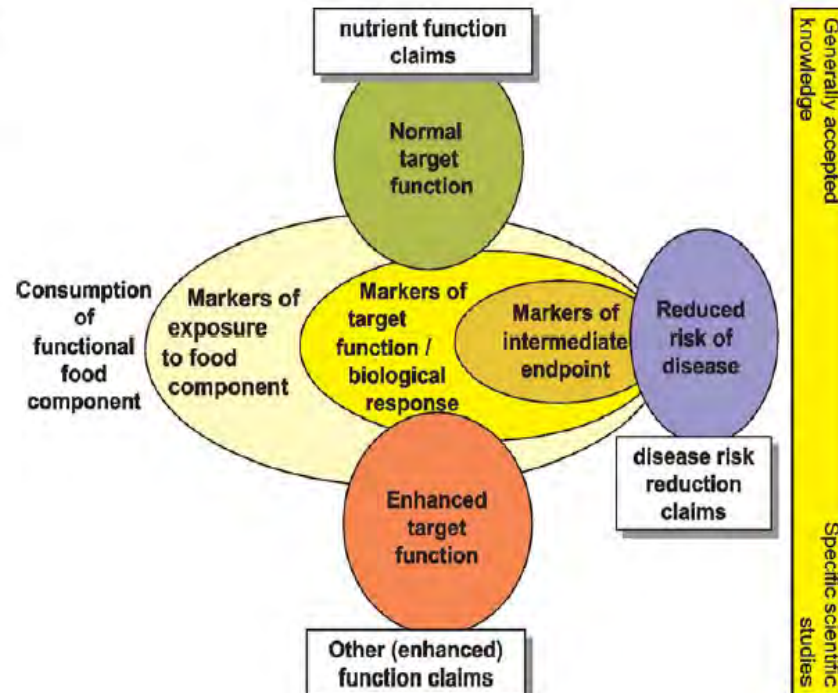 nutrient function
claims
Normal
target
function
Consumption
of
functional
food
component
Markers of
exposure
to food
component
Markers of
target
function /
biological
response
Markers of
intermediate
endpoint
Reduced
risk of
disease
disease risk
reduction
claims
Enhanced
target
function
Other (enhanced)
function claims
Generally accepted
knowledge
Specific scientific
studies